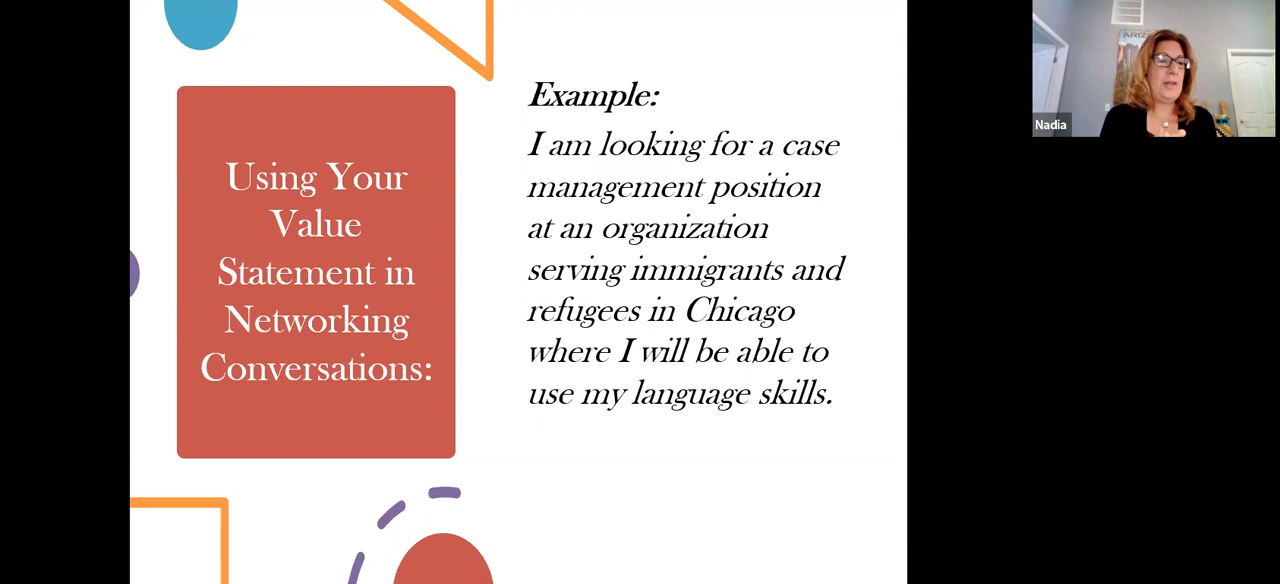 Using Your
Value
Statement in
Networking
Conversations:
Example:
I am looking for a case
management position
at an organization
serving immigrants and
refugees in Chicago
where I will be able to
use my language skills.
Nadia